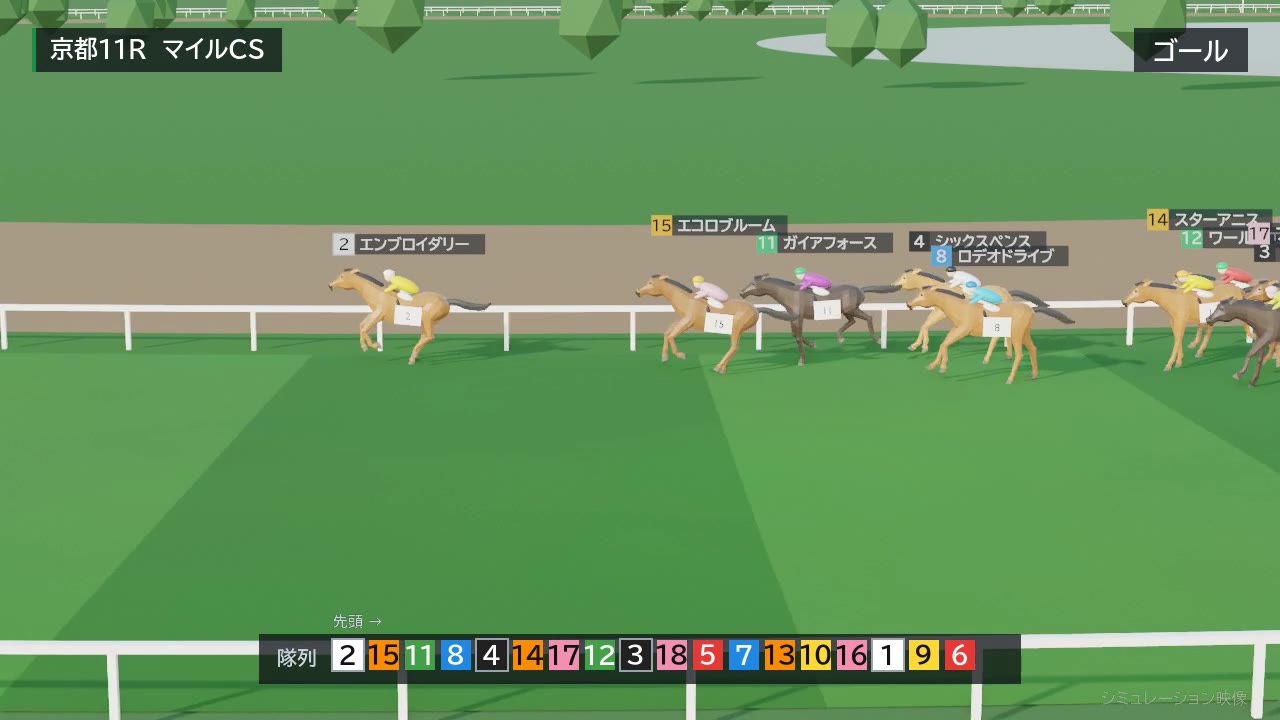 京都11R マイルCS
ゴール
15 エコロブルーム
14 スターアニス
2 エンブロイダリー
11 ガイアフォース
4 シックスペンス
12 ワール
17
8 ロデオドライブ
3
2
15
11
8
先頭 →
隊列 2 15 11 8 4 14 17 12 3 18 5 7 13 10 16 1 9 6
シミュレーション映像